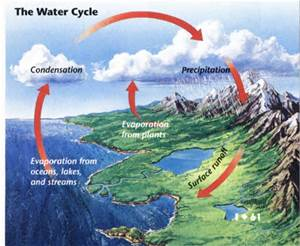 The Water Cycle
Condensation
Precipitation
Evaporation
from plants
Evaporation from
oceans, lakes,
and streams
Surface runoff